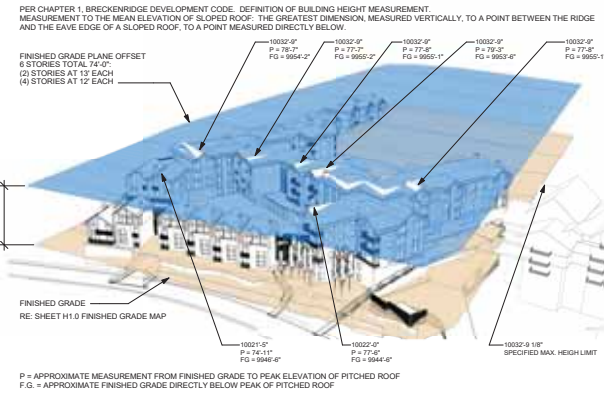 PER CHAPTER 1, BRECKENRIDGE DEVELOPMENT CODE. DEFINITION OF BUILDING HEIGHT MEASUREMENT.
MEASUREMENT TO THE MEAN ELEVATION OF SLOPED ROOF: THE GREATEST DIMENSION, MEASURED VERTICALLY, TO A POINT BETWEEN THE RIDGE
AND THE EAVE EDGE OF A SLOPED ROOF, TO A POINT MEASURED DIRECTLY BELOW.
FINISHED GRADE PLANE OFFSET
6 STORIES TOTAL 74'-0":
(2) STORIES AT 13' EACH
(4) STORIES AT 12' EACH
10032'-9"
P = 78'-7"
FG = 9954'-2"
10032'-9"
P = 77'-7"
FG = 9955'-2"
10032'-9"
P = 77'-8"
FG = 9955'-1"
10032'-9"
P = 79'-3"
FG = 9953'-6"
10032'-9"
P = 77'-8"
FG = 9955'-1"
FINISHED GRADE
RE: SHEET H1.0 FINISHED GRADE MAP
10021'-5"
P = 74'-11"
FG = 9946'-6"
10022'-0"
P = 77'-6"
FG = 9944'-6"
10032'-9 1/8"
SPECIFIED MAX. HEIGH LIMIT
P = APPROXIMATE MEASUREMENT FROM FINISHED GRADE TO PEAK ELEVATION OF PITCHED ROOF
F.G. = APPROXIMATE FINISHED GRADE DIRECTLY BELOW PEAK OF PITCHED ROOF